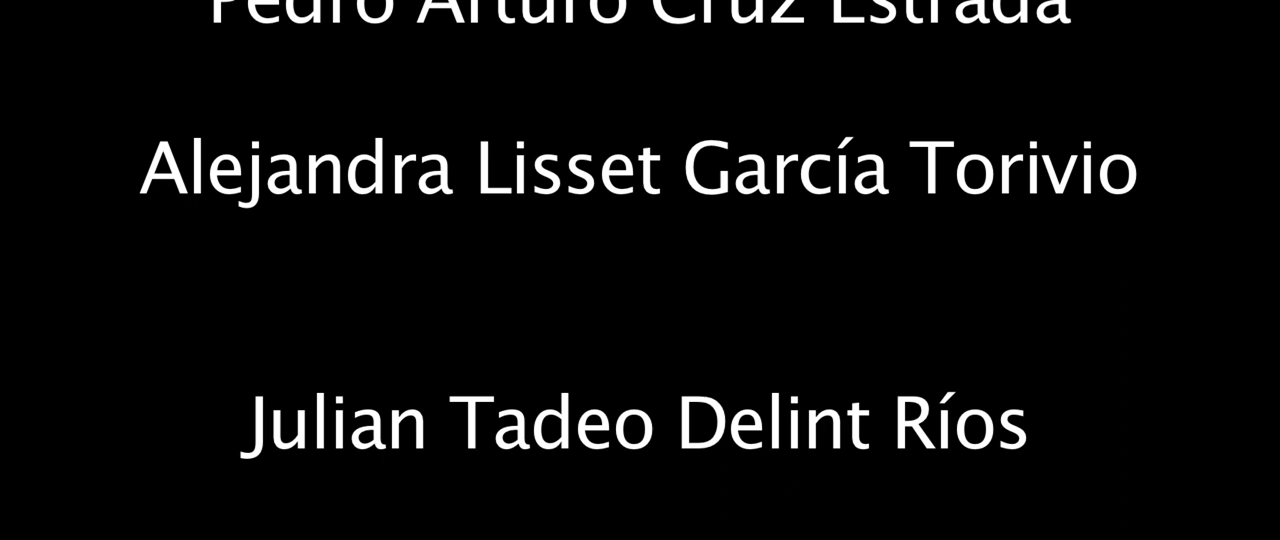 Pedro Arturo Cruz Estrada
Alejandra Lisset García Torivio
Julian Tadeo Delint Ríos